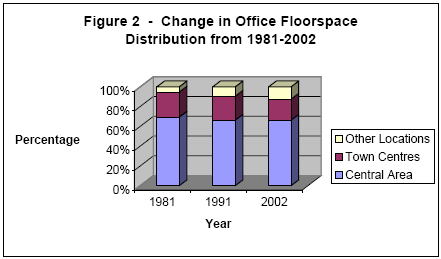 Figure 2 - Change in Office Floorspace
Distribution from 1981-2002
100%
80%
60%
40%
20%
0%
Percentage
1981 1991 2002
Year
Other Locations
Town Centres
Central Area